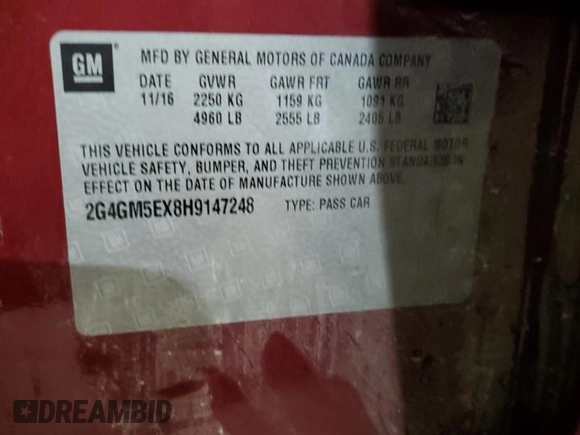 GM
MFD BY GENERAL MOTORS OF CANADA COMPANY
DATE GVWR GAWR FRT GAWR RR
11/16 2250 KG 1159 KG 1091 KG
4960 LB 2555 LB 2405 LB
THIS VEHICLE CONFORMS TO ALL APPLICABLE U.S. FEDERAL MOTOR
VEHICLE SAFETY, BUMPER, AND THEFT PREVENTION STANDARDS IN
EFFECT ON THE DATE OF MANUFACTURE SHOWN ABOVE.
2G4GM5EX8H9147248 TYPE: PASS CAR
DREAMBID